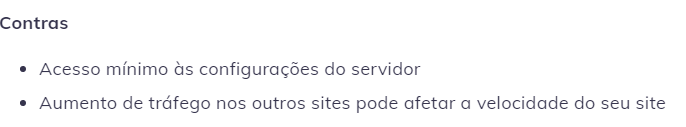 Contras
Acesso mínimo às configurações do servidor
Aumento de tráfego nos outros sites pode afetar a velocidade do seu site